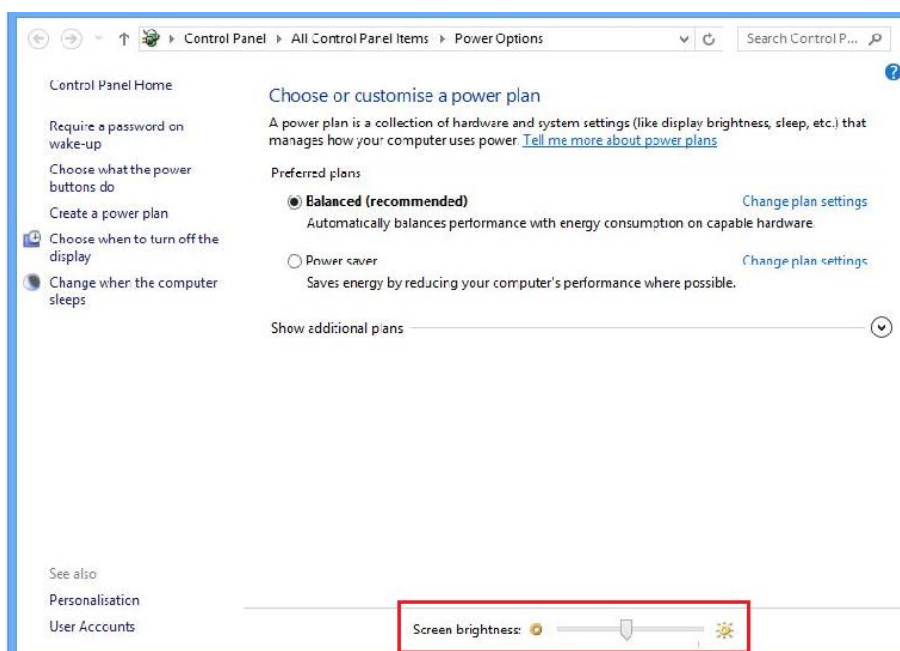 Control Panel ▸ All Control Panel Items ▸ Power Options
Search Control P...
Control Panel Home
Require a password on
wake-up
Choose what the power
buttons do
Create a power plan
Choose when to turn off the
display
Change when the computer
sleeps
Choose or customise a power plan
A power plan is a collection of hardware and system settings (like display brightness, sleep, etc.) that
manages how your computer uses power. Tell me more about power plans
Preferred plans
Balanced (recommended) Change plan settings
Automatically balances performance with energy consumption on capable hardware.
Power saver Change plan settings
Saves energy by reducing your computer's performance where possible.
Show additional plans
See also
Personalisation
User Accounts
Screen brightness: